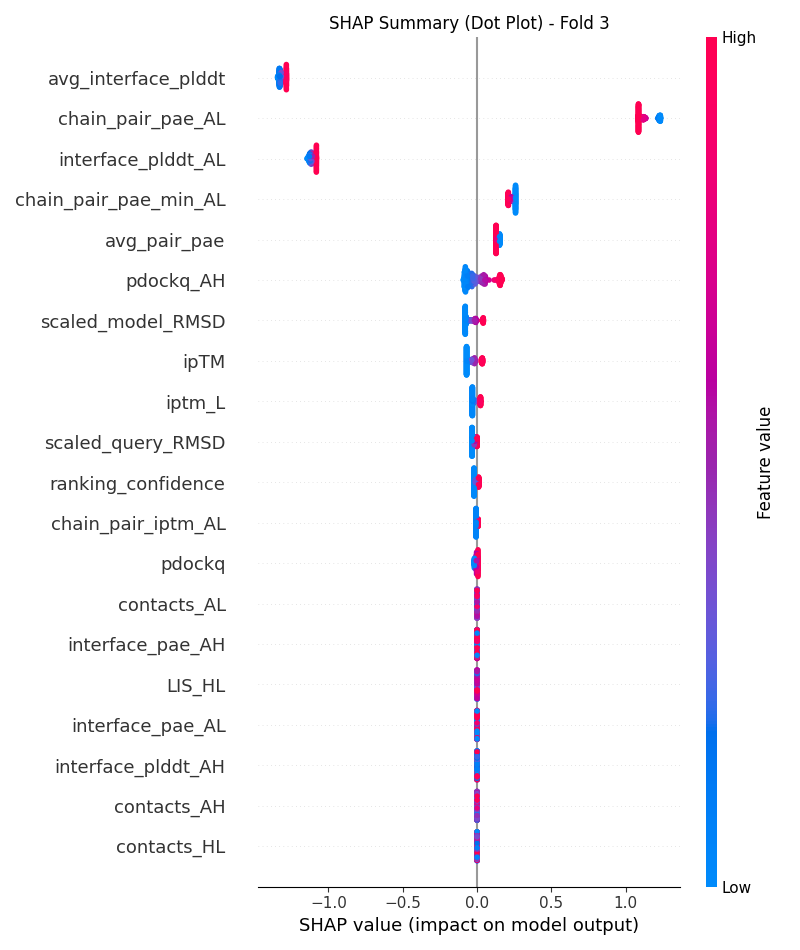 SHAP Summary (Dot Plot) - Fold 3
High
avg_interface_plddt
chain_pair_pae_AL
interface_plddt_AL
chain_pair_pae_min_AL
avg_pair_pae
pdockq_AH
scaled_model_RMSD
ipTM
iptm_L
scaled_query_RMSD
ranking_confidence
chain_pair_iptm_AL
pdockq
contacts_AL
interface_pae_AH
LIS_HL
interface_pae_AL
interface_plddt_AH
contacts_AH
contacts_HL
Feature value
Low
−1.0 −0.5 0.0 0.5 1.0
SHAP value (impact on model output)